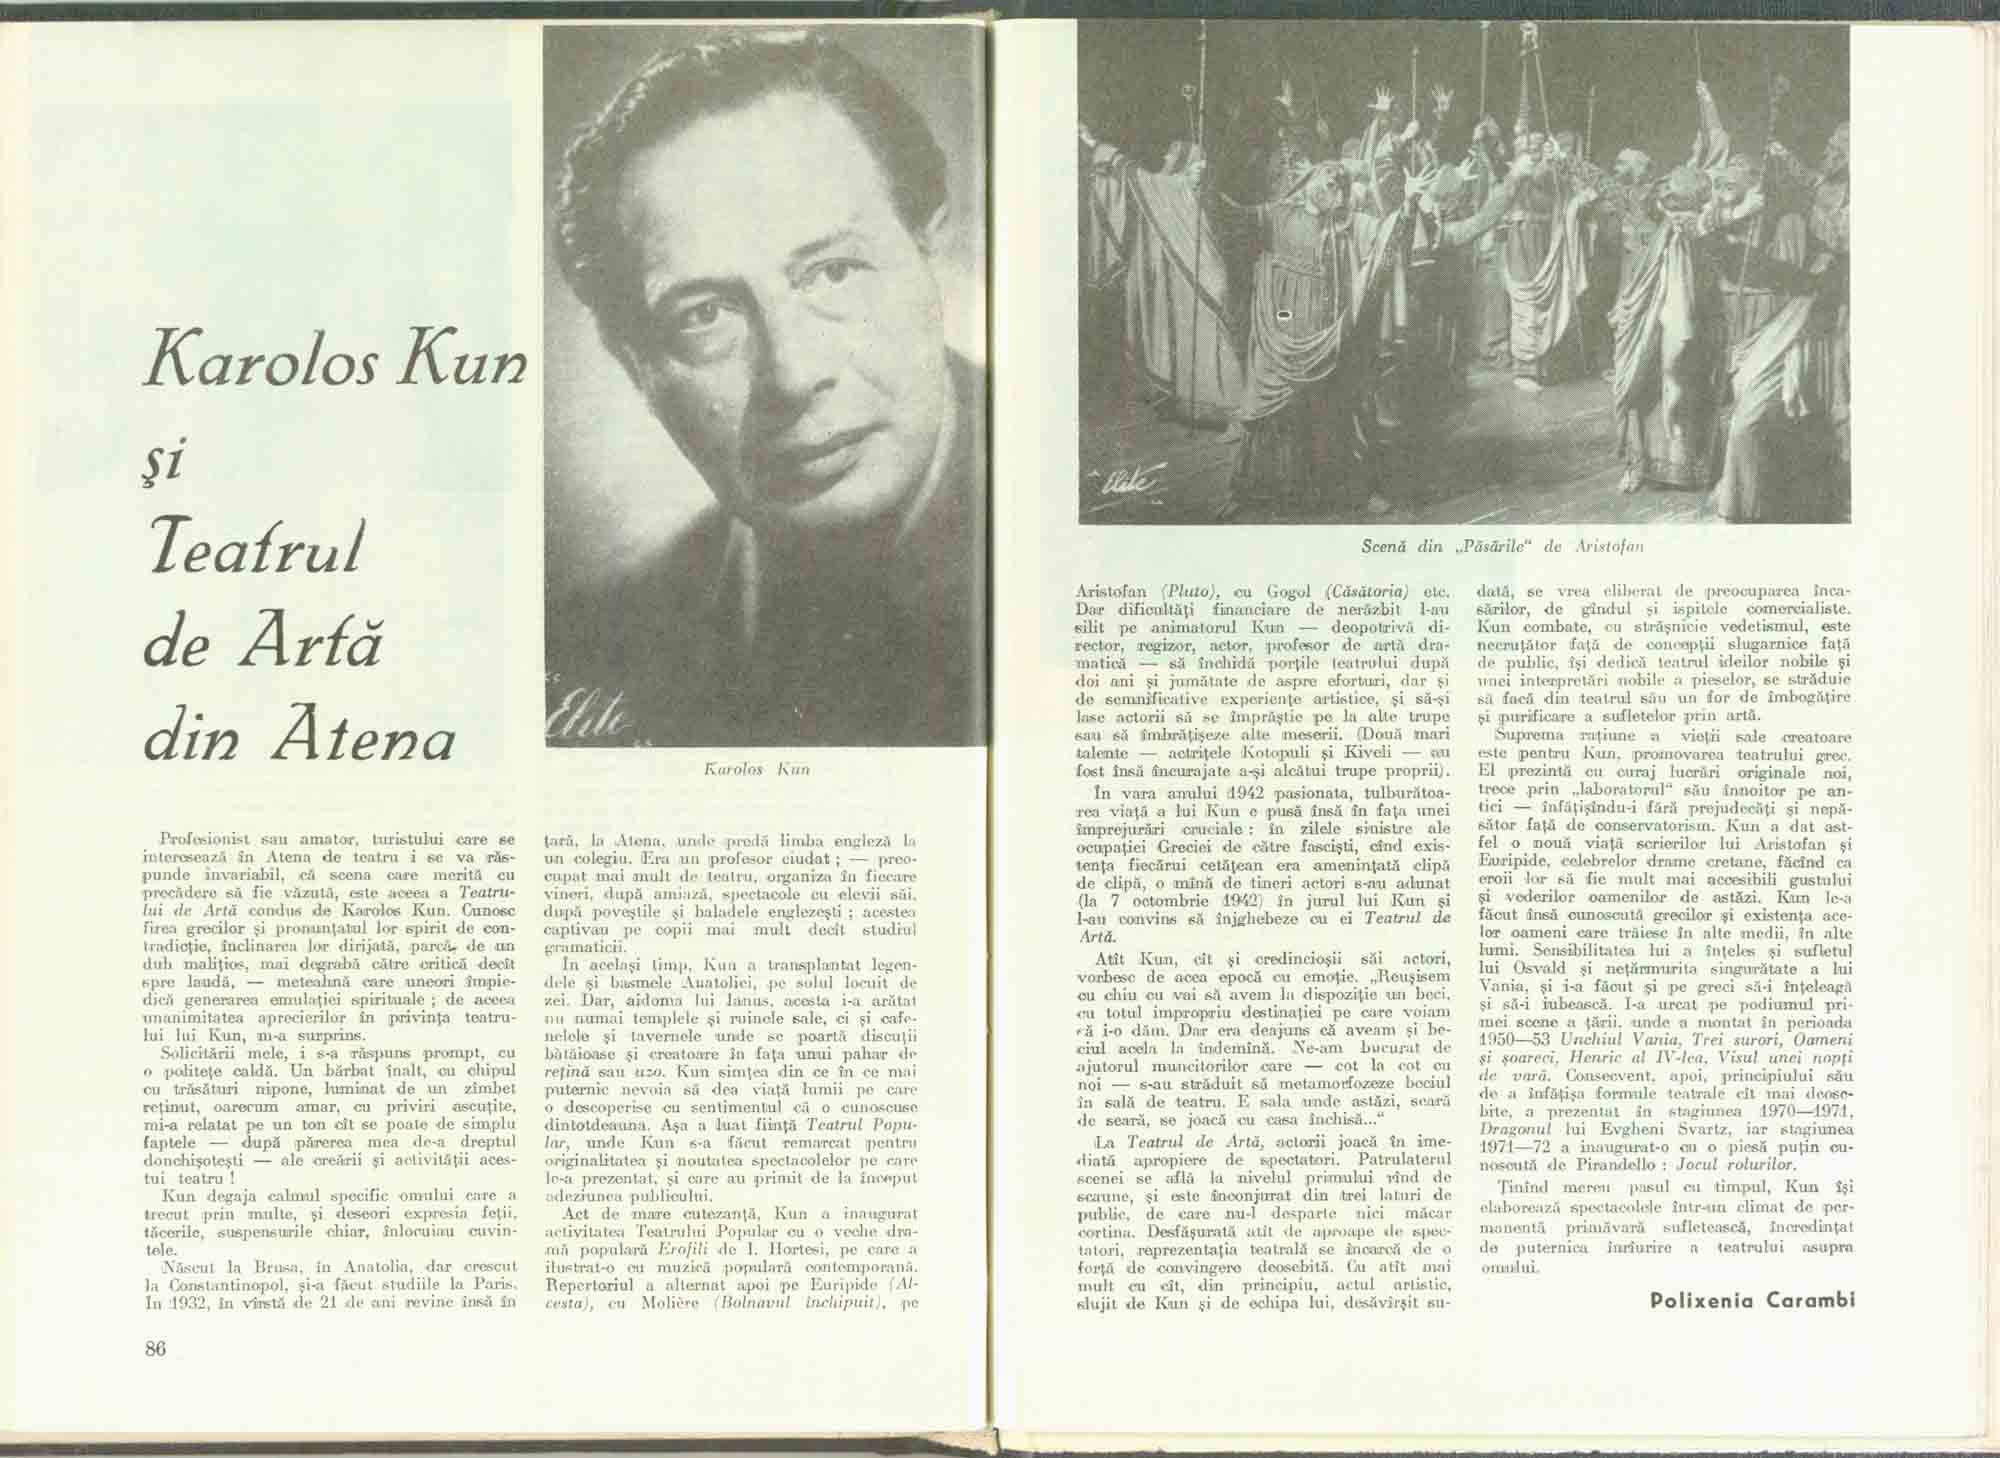 Karolos Kun
şi
Teatrul
de Artă
din Atena
Elite
Karolos Kun
Profesionist sau amator, turistului care se
interesează în Atena de teatru i se va răs-
punde invariabil, că scena care merită cu
precădere să fie văzută, este aceea a Teatru-
lui de Artă condus de Karolos Kun. Cunosc
firea grecilor şi pronunţatul lor spirit de con-
tradicţie, înclinarea lor dirijată, parcă, de un
duh maliţios, mai degrabă către critică decît
spre laudă, — meteahnă care uneori împie-
dică generarea emulaţiei spirituale ; de aceea
unanimitatea aprecierilor în privinţa teatru-
lui lui Kun, m-a surprins.
Solicitării mele, i s-a răspuns prompt, cu
o politeţe caldă. Un bărbat înalt, cu chipul
cu trăsături nipone, luminat de un zîmbet
reţinut, oarecum amar, cu priviri ascuţite,
mi-a relatat pe un ton cît se poate de simplu
faptele — după părerea mea de-a dreptul
donchişoteşti — ale creării şi activităţii aces-
tui teatru !
Kun degaja calmul specific omului care a
trecut prin multe, şi deseori expresia feţii,
tăcerile, suspensurile chiar, înlocuiau cuvin-
tele.
Născut la Brusa, în Anatolia, dar crescut
la Constantinopol, şi-a făcut studiile la Paris.
In 1932, în vîrstă de 21 de ani revine însă în
86
ţară, la Atena, unde predă limba engleză la
un colegiu. Era un profesor ciudat ; — preo-
cupat mai mult de teatru, organiza în fiecare
vineri, după amiază, spectacole cu elevii săi,
după poveştile şi baladele englezeşti ; acestea
captivau pe copii mai mult decît studiul
gramaticii.
În acelaşi timp, Kun a transplantat legen-
dele şi basmele Anatoliei, pe solul locuit de
zei. Dar, aidoma lui Ianus, acesta i-a arătat
nu numai templele şi ruinele sale, ci şi cafe-
nelele şi tavernele unde se poartă discuţii
bătăioase şi creatoare în faţa unui pahar de
reţină sau uzo. Kun simţea din ce în ce mai
puternic nevoia să dea viaţă lumii pe care
o descoperise cu sentimentul că o cunoscuse
dintotdeauna. Aşa a luat fiinţă Teatrul Popu-
lar, unde Kun s-a făcut remarcat pentru
originalitatea şi noutatea spectacolelor pe care
le-a prezentat, şi care au primit de la început
adeziunea publicului.
Act de mare cutezanţă, Kun a inaugurat
activitatea Teatrului Popular cu o veche dra-
mă populară Erofili de I. Hortesi, pe care a
ilustrat-o cu muzică populară contemporană.
Repertoriul a alternat apoi pe Euripide (Al-
cesta), cu Molière (Bolnavul închipuit), pe
Elite
Scenă din „Păsările“ de Aristofan
Aristofan (Pluto), cu Gogol (Căsătoria) etc.
Dar dificultăţi financiare de nerăzbit l-au
silit pe animatorul Kun — deopotrivă di-
rector, regizor, actor, profesor de artă dra-
matică — să închidă porţile teatrului după
doi ani şi jumătate de aspre eforturi, dar şi
de semnificative experienţe artistice, şi să-şi
lase actorii să se împrăştie pe la alte trupe
sau să îmbrăţişeze alte meserii. (Două mari
talente — actriţele Kotopuli şi Kiveli — au
fost însă încurajate a-şi alcătui trupe proprii).
În vara anului 1942 pasionata, tulburătoa-
rea viaţă a lui Kun e pusă însă în faţa unei
împrejurări cruciale : în zilele sinistre ale
ocupaţiei Greciei de către fascişti, cînd exis-
tenţa fiecărui cetăţean era ameninţată clipă
de clipă, o mînă de tineri actori s-au adunat
(la 7 octombrie 1942) în jurul lui Kun şi
l-au convins să înjghebeze cu ei Teatrul de
Artă.
Atît Kun, cît şi credincioşii săi actori,
vorbesc de acea epocă cu emoţie. „Reuşisem
cu chiu cu vai să avem la dispoziţie un beci,
cu totul impropriu destinaţiei pe care voiam
să i-o dăm. Dar era deajuns că aveam şi be-
ciul acela la îndemînă. Ne-am bucurat de
ajutorul muncitorilor care — cot la cot cu
noi — s-au străduit să metamorfozeze beciul
în sală de teatru. E sala unde astăzi, seară
de seară, se joacă cu casa închisă...“
La Teatrul de Artă, actorii joacă în ime-
diată apropiere de spectatori. Patrulaterul
scenei se află la nivelul primului rînd de
scaune, şi este înconjurat din trei laturi de
public, de care nu-l desparte nici măcar
cortina. Desfăşurată atît de aproape de spec-
tatori, reprezentaţia teatrală se încarcă de o
forţă de convingere deosebită. Cu atît mai
mult cu cît, din principiu, actul artistic,
slujit de Kun şi de echipa lui, desăvîrşit su-
dată, se vrea eliberat de preocuparea înca-
sărilor, de gîndul şi ispitele comercialiste.
Kun combate, cu străşnicie vedetismul, este
necruţător faţă de concepţii slugarnice faţă
de public, îşi dedică teatrul ideilor nobile şi
unei interpretări nobile a pieselor, se străduie
să facă din teatrul său un for de îmbogăţire
şi purificare a sufletelor prin artă.
Suprema raţiune a vieţii sale creatoare
este pentru Kun, promovarea teatrului grec.
El prezintă cu curaj lucrări originale noi,
trece prin „laboratorul“ său înnoitor pe an-
tici — înfăţişîndu-i fără prejudecăţi şi nepă-
sător faţă de conservatorism. Kun a dat ast-
fel o nouă viaţă scrierilor lui Aristofan şi
Euripide, celebrelor drame cretane, făcînd ca
eroii lor să fie mult mai accesibili gustului
şi vederilor oamenilor de astăzi. Kun le-a
făcut însă cunoscută grecilor şi existenţa ace-
lor oameni care trăiesc în alte medii, în alte
lumi. Sensibilitatea lui a înţeles şi sufletul
lui Osvald şi neţărmurita singurătate a lui
Vania, şi i-a făcut şi pe greci să-i înţeleagă
şi să-i iubească. I-a urcat pe podiumul pri-
mei scene a ţării, unde a montat în perioada
1950—53 Unchiul Vania, Trei surori, Oameni
şi şoareci, Henric al IV-lea, Visul unei nopţi
de vară. Consecvent, apoi, principiului său
de a înfăţişa formule teatrale cît mai deose-
bite, a prezentat în stagiunea 1970—1971,
Dragonul lui Evgheni Svartz, iar stagiunea
1971—72 a inaugurat-o cu o piesă puţin cu-
noscută de Pirandello : Jocul rolurilor.
Ţinînd mereu pasul cu timpul, Kun îşi
elaborează spectacolele într-un climat de per-
manentă primăvară sufletească, încredinţat
de puternica înrîurire a teatrului asupra
omului.
Polixenia Carambi